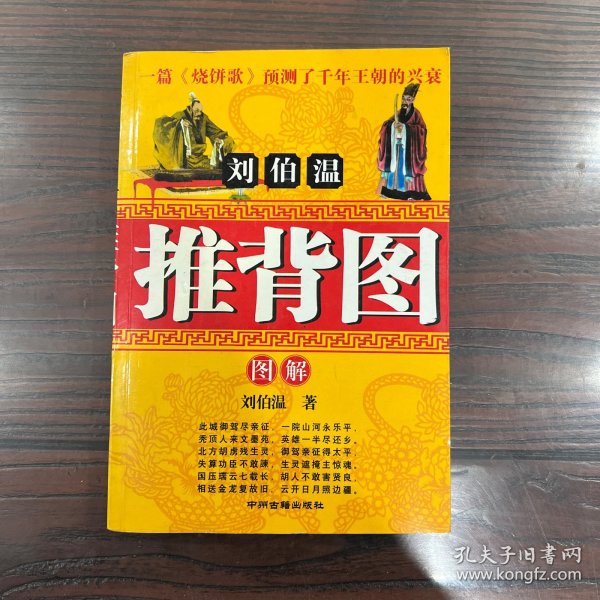 一篇《烧饼歌》预测了千年王朝的兴衰
刘伯温
推背图
图解
刘伯温 著
此城御驾尽亲征，一院山河永乐平，
秃顶人来文墨苑，英雄一半尽还乡。
北方胡虏残生灵，御驾亲征得太平，
失算功臣不敢谏，生灵遮掩主惊魂。
国压瑞云七载长，胡人不敢害贤良，
相送金龙复故旧，云开日月照边疆。
中州古籍出版社
孔夫子旧书网
www.kongfz.com